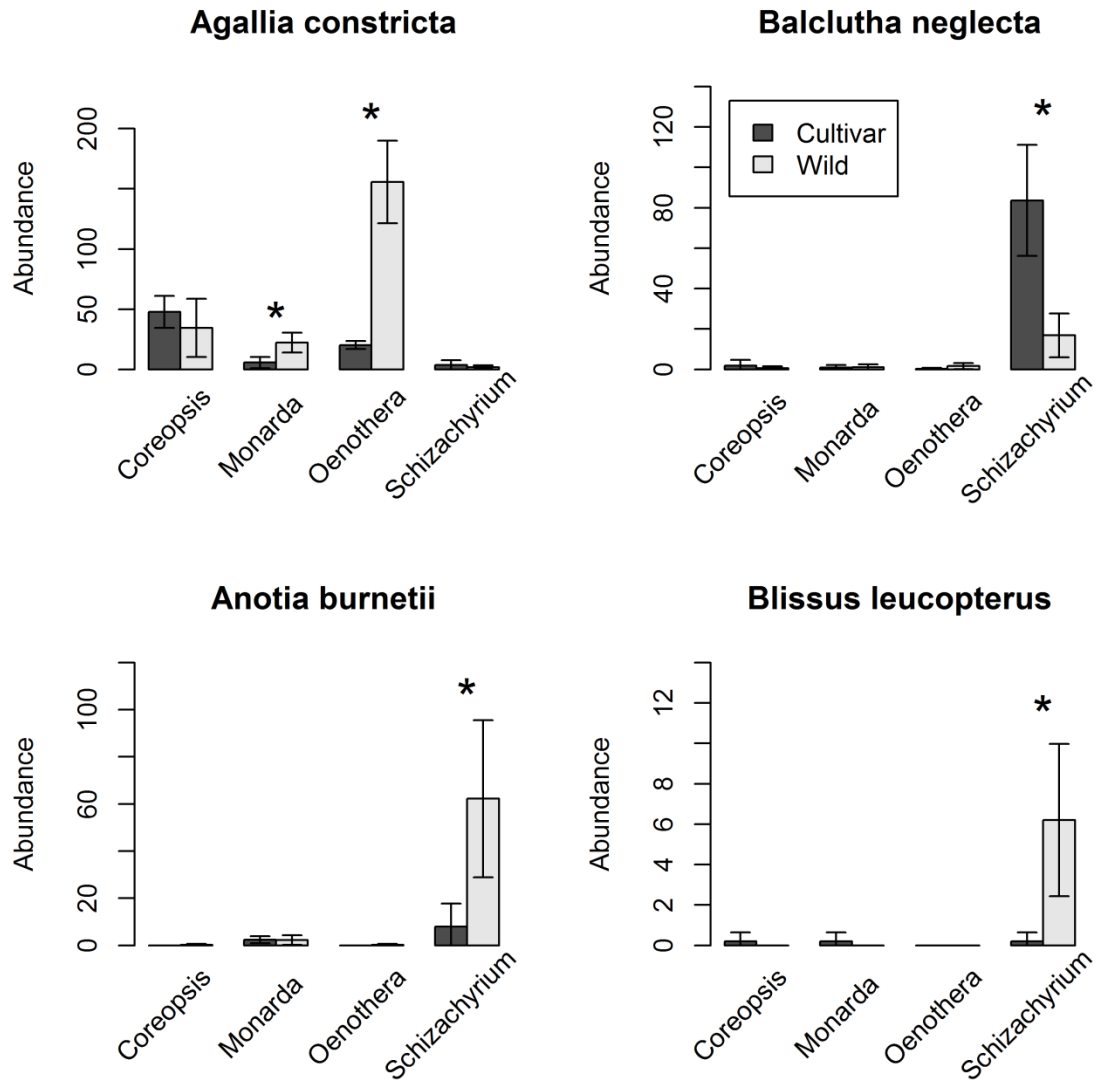 Agallia constricta
Abundance
200
100
50
0
*
*
Coreopsis
Monarda
Oenothera
Schizachyrium
Balclutha neglecta
Abundance
120
80
40
0
Cultivar
Wild
*
Coreopsis
Monarda
Oenothera
Schizachyrium
Anotia burnetii
Abundance
100
60
20
0
*
Coreopsis
Monarda
Oenothera
Schizachyrium
Blissus leucopterus
Abundance
12
8
6
4
2
0
*
Coreopsis
Monarda
Oenothera
Schizachyrium